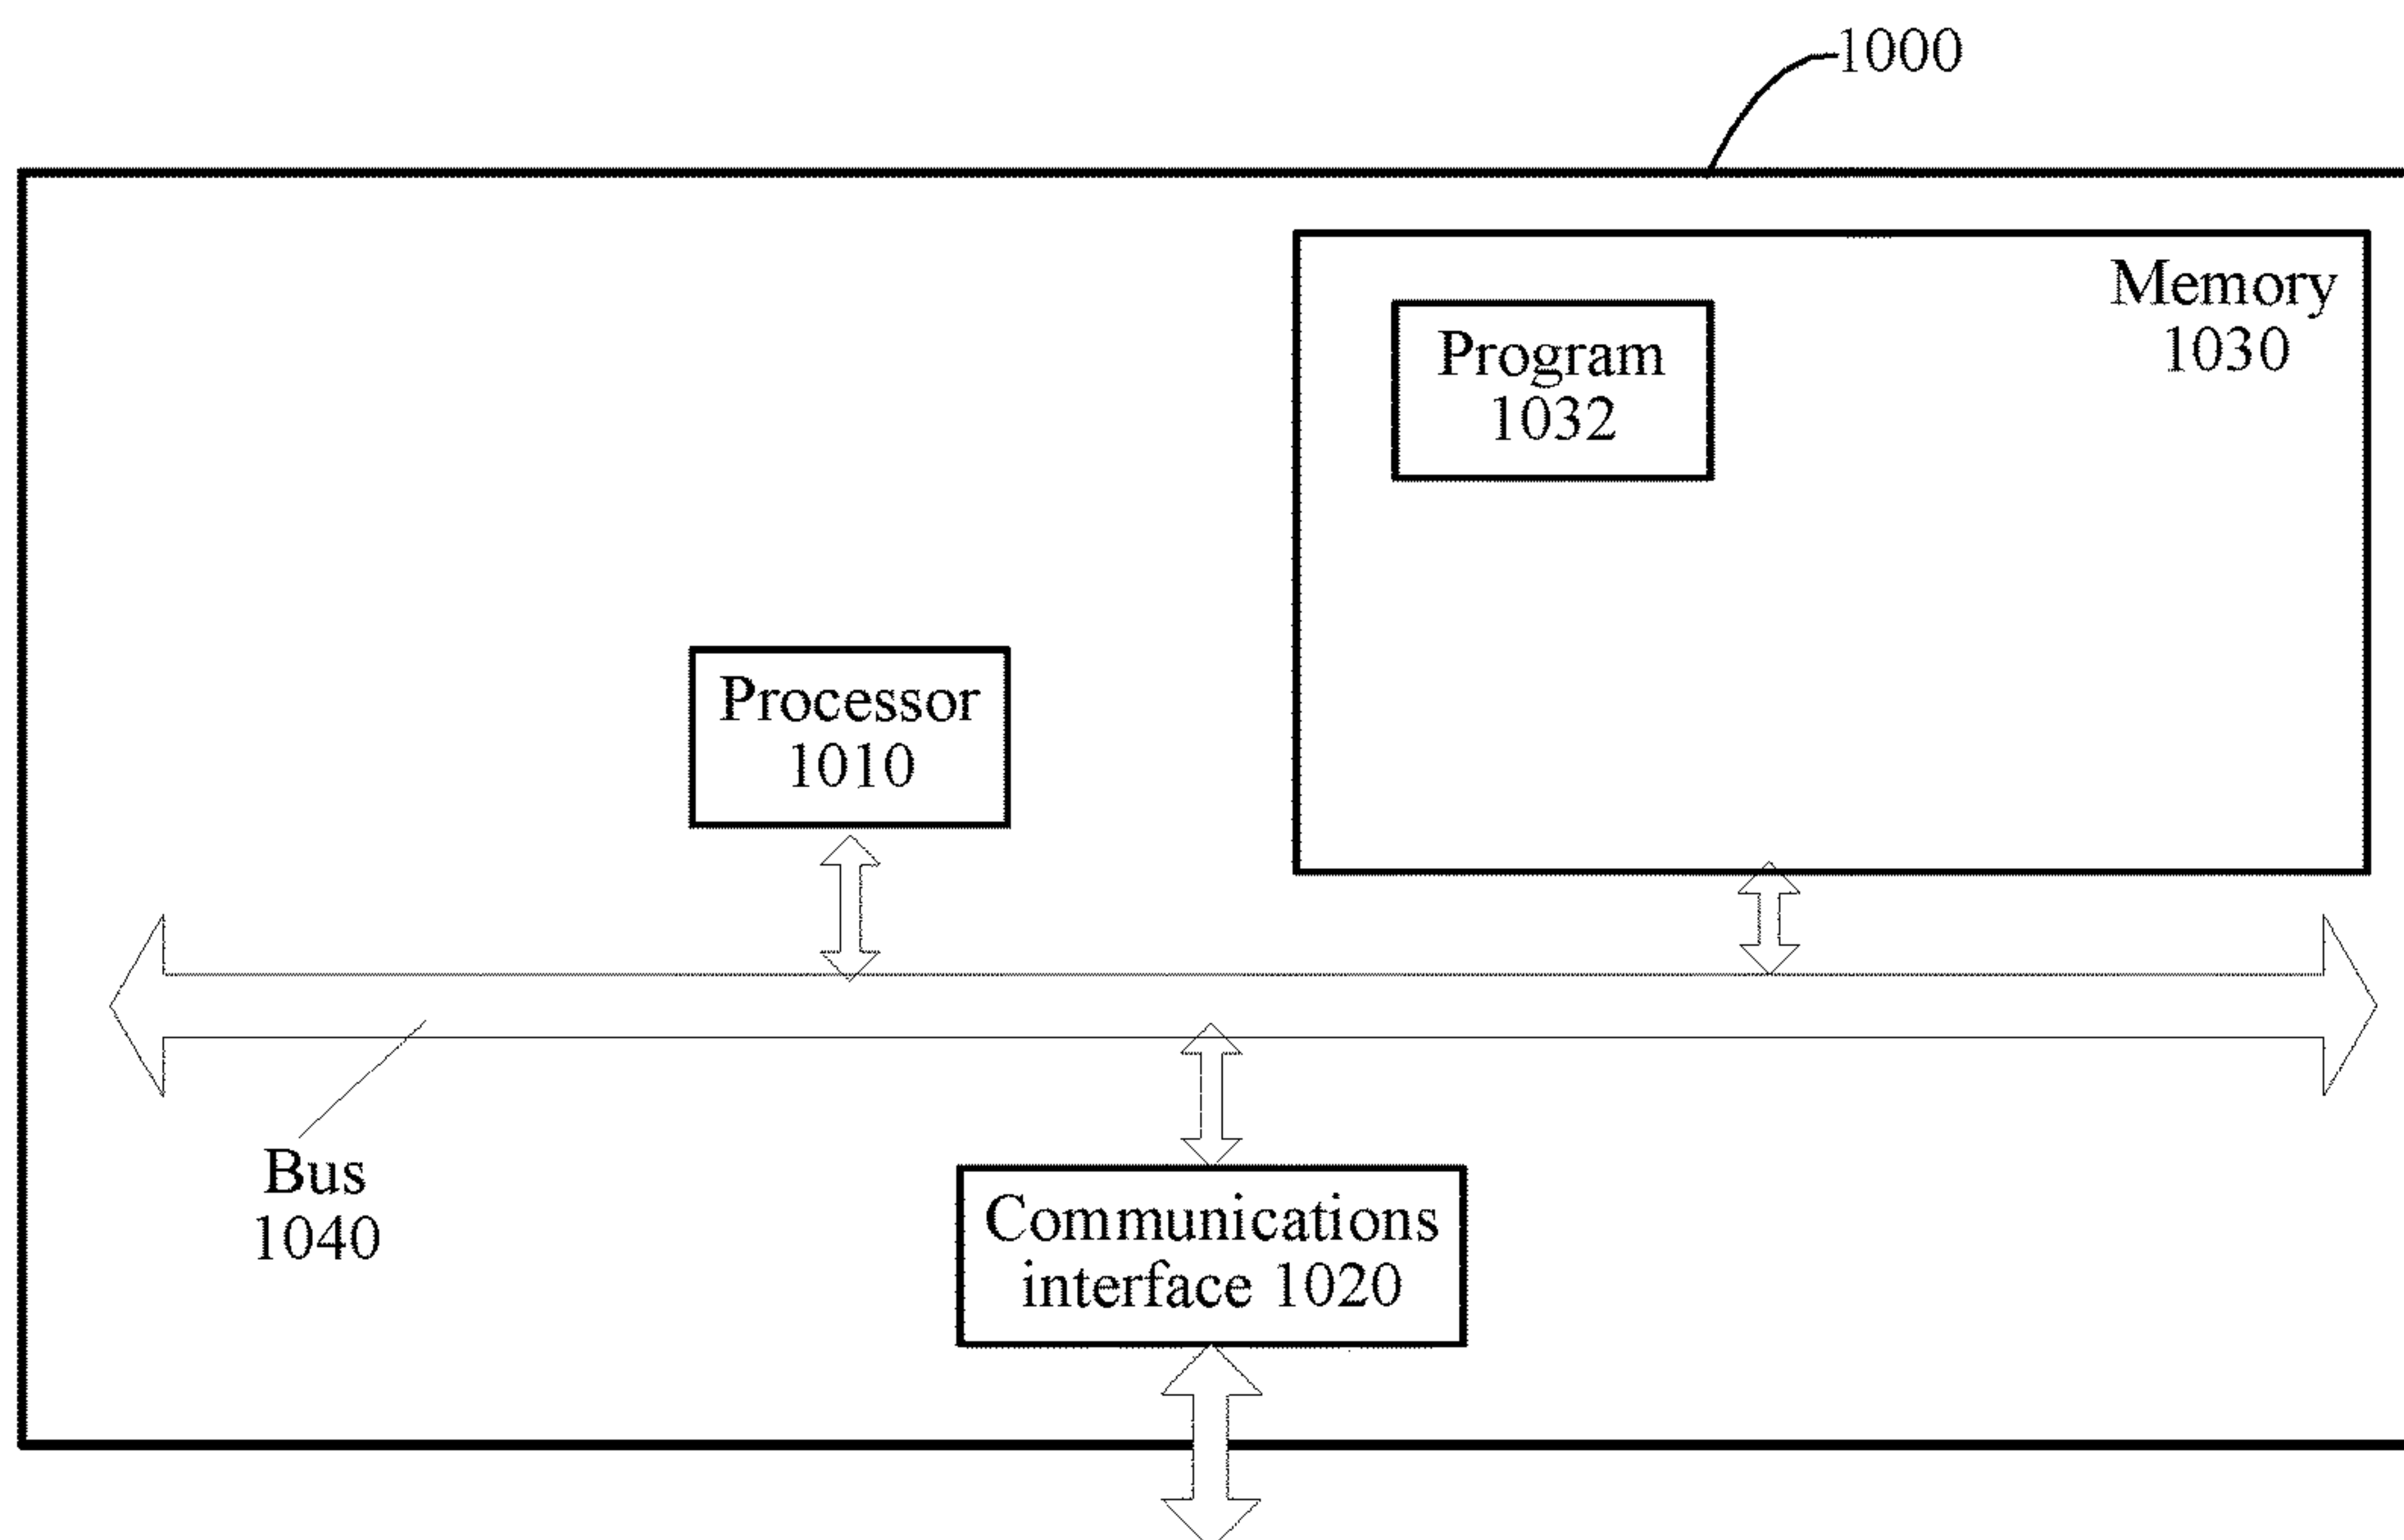 1000
Memory
1030
Program
1032
Processor
1010
Bus
1040
Communications
interface 1020